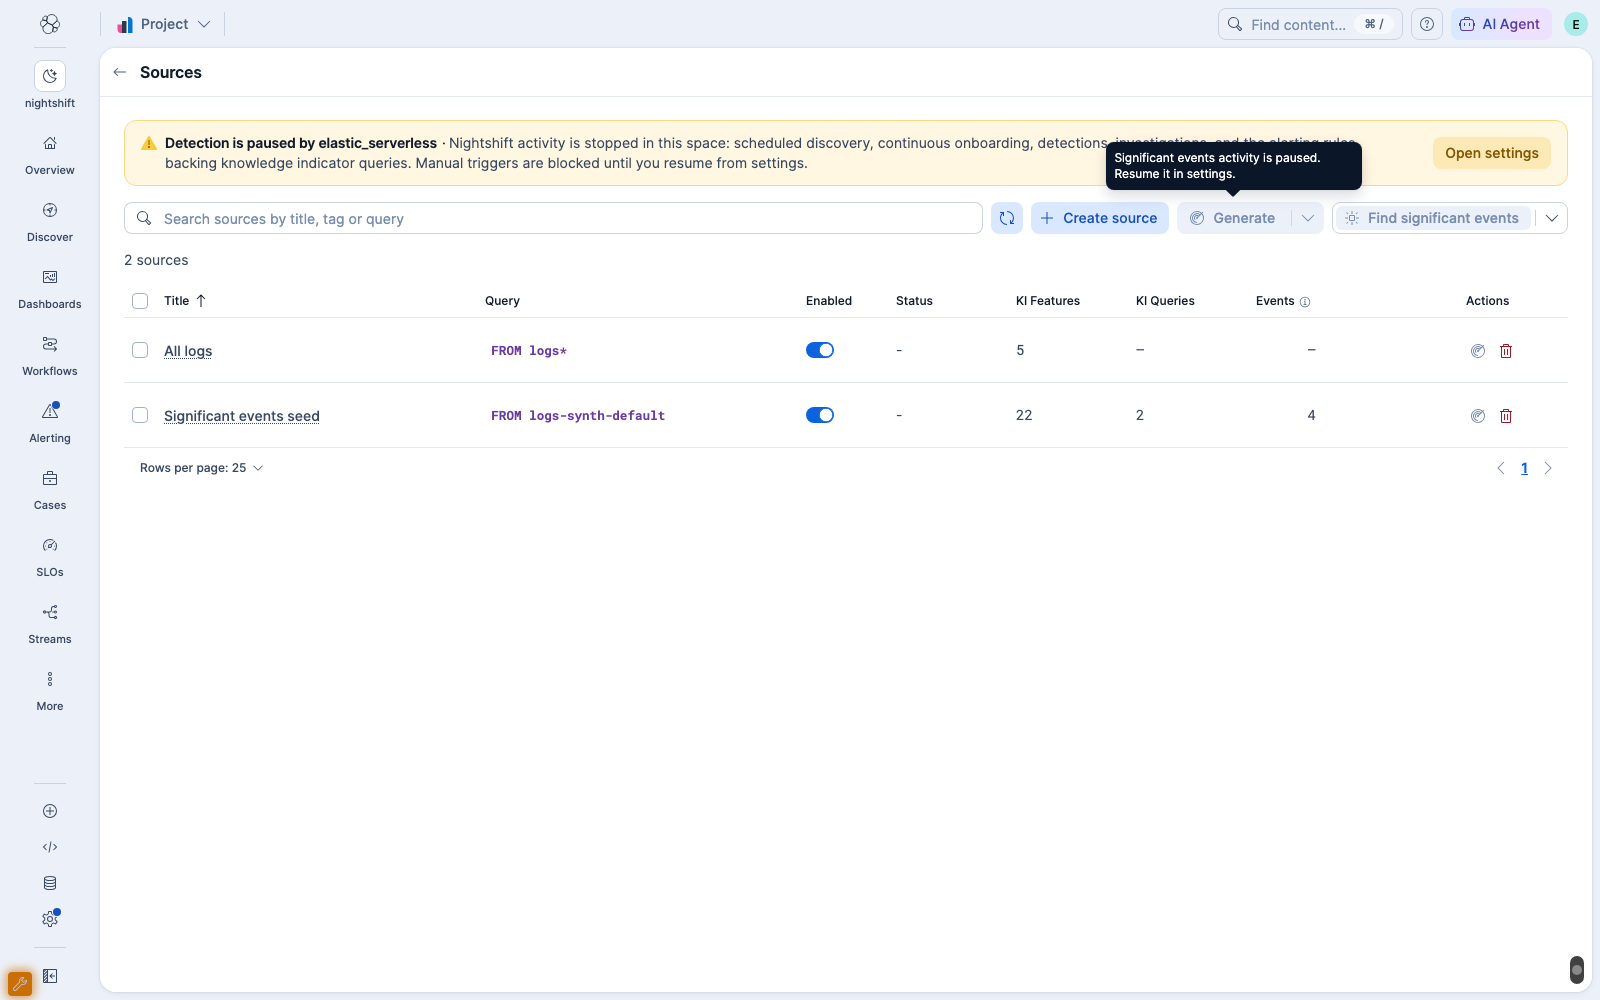 Project
Find content...
⌘ /
AI Agent
E
nightshift
Overview
Discover
Dashboards
Workflows
Alerting
Cases
SLOs
Streams
More
Sources
Detection is paused by elastic_serverless · Nightshift activity is stopped in this space: scheduled discovery, continuous onboarding, detections, investigations, and the alerting rules
backing knowledge indicator queries. Manual triggers are blocked until you resume from settings.
Open settings
Significant events activity is paused.
Resume it in settings.
Search sources by title, tag or query
Create source
Generate
Find significant events
2 sources
Title Query Enabled Status KI Features KI Queries Events Actions
All logs FROM logs* - 5 – –
Significant events seed FROM logs-synth-default - 22 2 4
Rows per page: 25
1